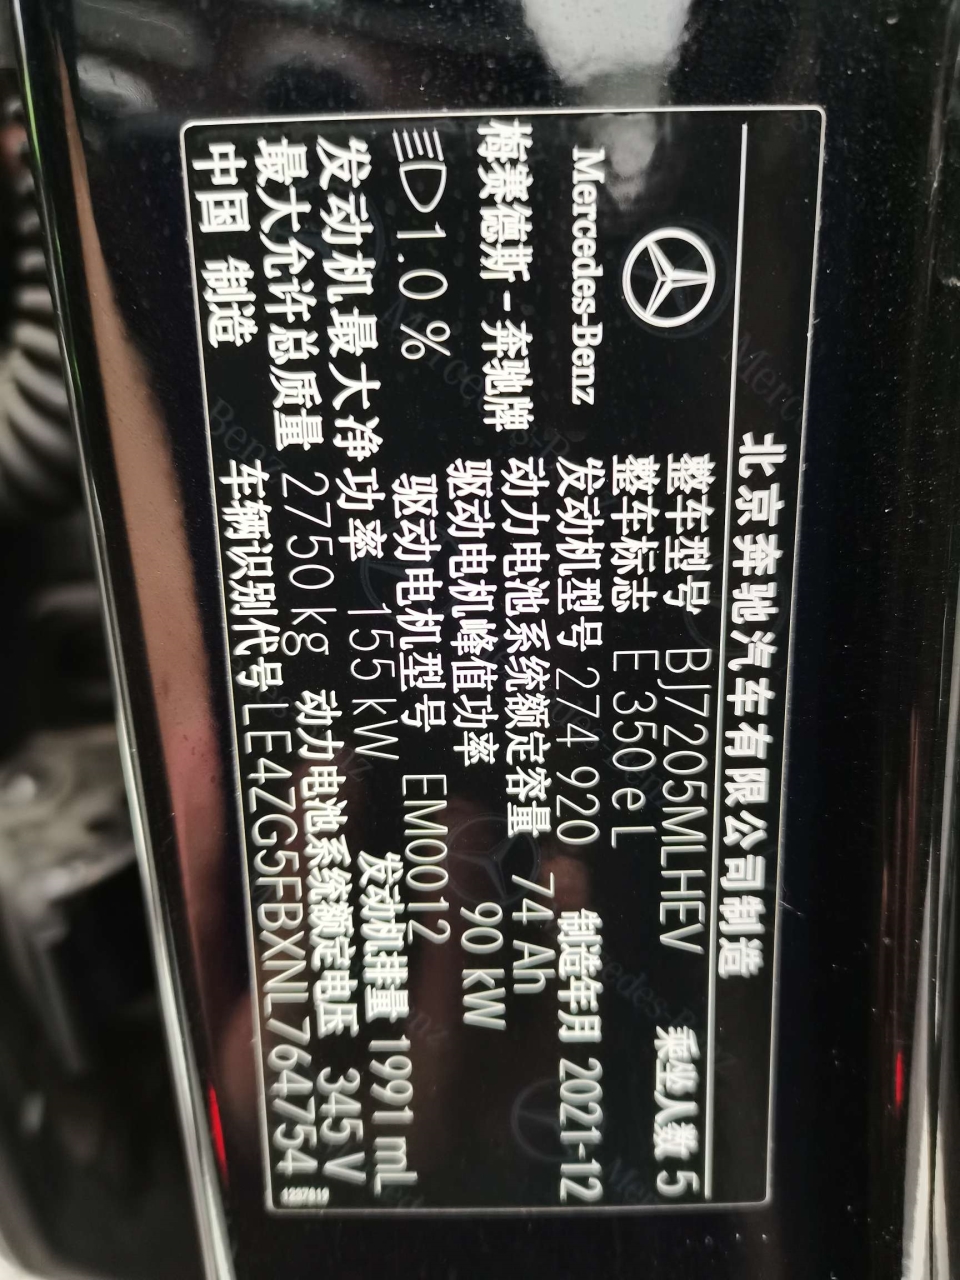 北京奔驰汽车有限公司制造
Mercedes-Benz
梅赛德斯-奔驰牌
整车型号 BJ7205MLHEV 乘坐人数 5
整车标志 E 350 e L
发动机型号 274 920 制造年月 2021-12
动力电池系统额定容量 74 Ah
驱动电机峰值功率 90 kW
1.0 % 驱动电机型号 EM0012
发动机最大净功率 155 kW 发动机排量 1991 mL
最大允许总质量 2750 kg 动力电池系统额定电压 345V
中国 制造 车辆识别代号 LE4ZG5FBXNL764754